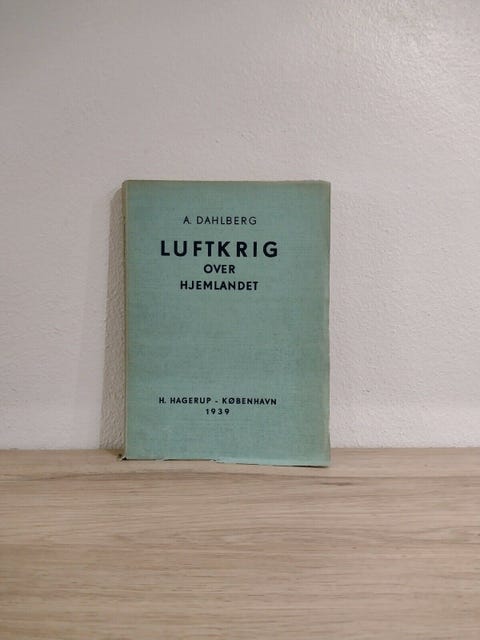 A. DAHLBERG
LUFTKRIG
OVER
HJEMLANDET
H. HAGERUP - KØBENHAVN
1939